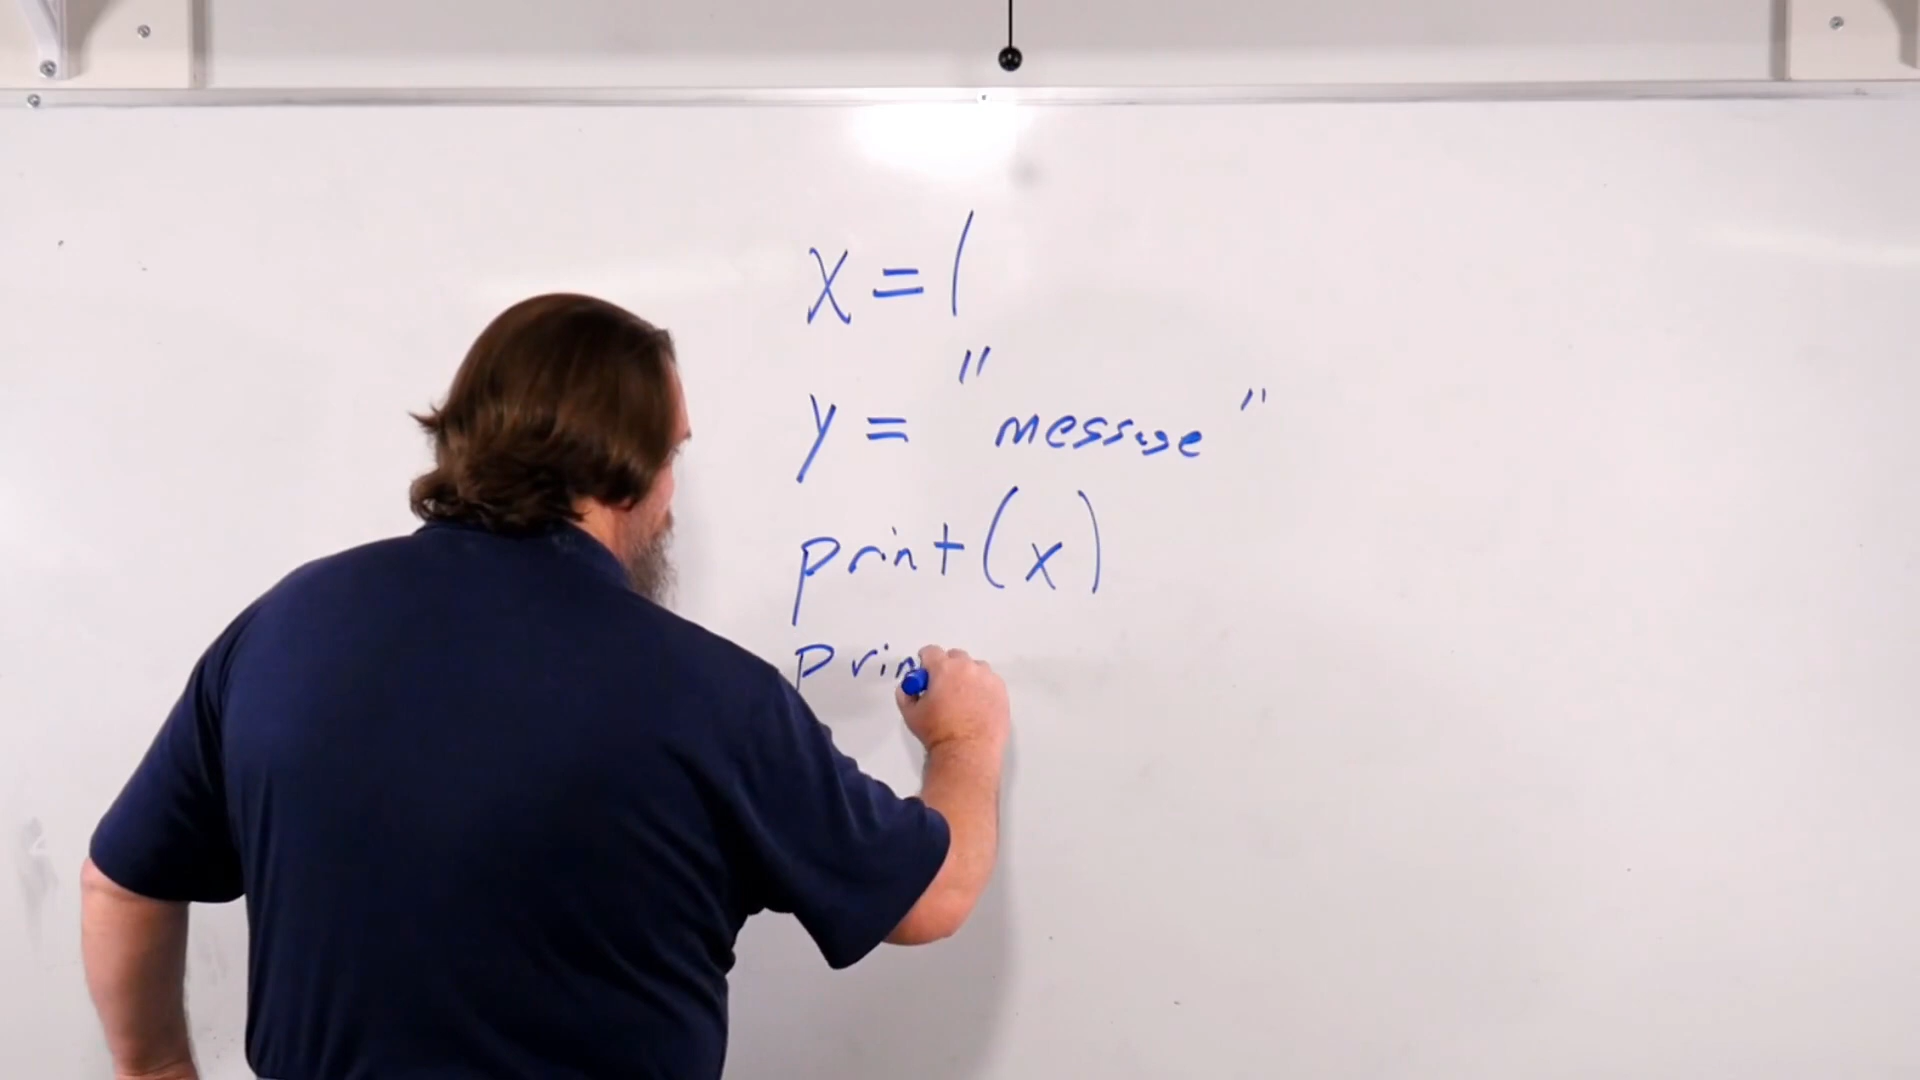 x = 1
y = "message"
print(x)
prin